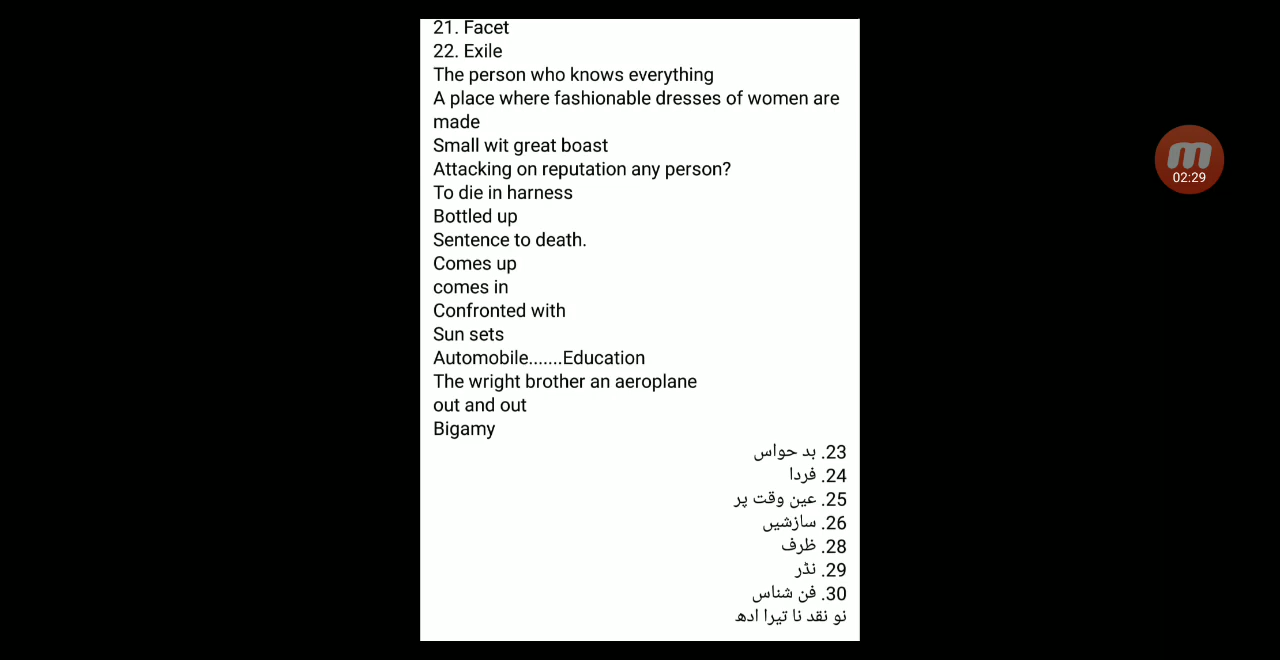 21. Facet
22. Exile
The person who knows everything
A place where fashionable dresses of women are
made
Small wit great boast
Attacking on reputation any person?
To die in harness
Bottled up
Sentence to death.
Comes up
comes in
Confronted with
Sun sets
Automobile.......Education
The wright brother an aeroplane
out and out
Bigamy
23. بد حواس
24. فردا
25. عین وقت پر
26. سازشیں
28. ظرف
29. نڈر
30. فن شناس
نو نقد نا تیرا ادھ
02:29